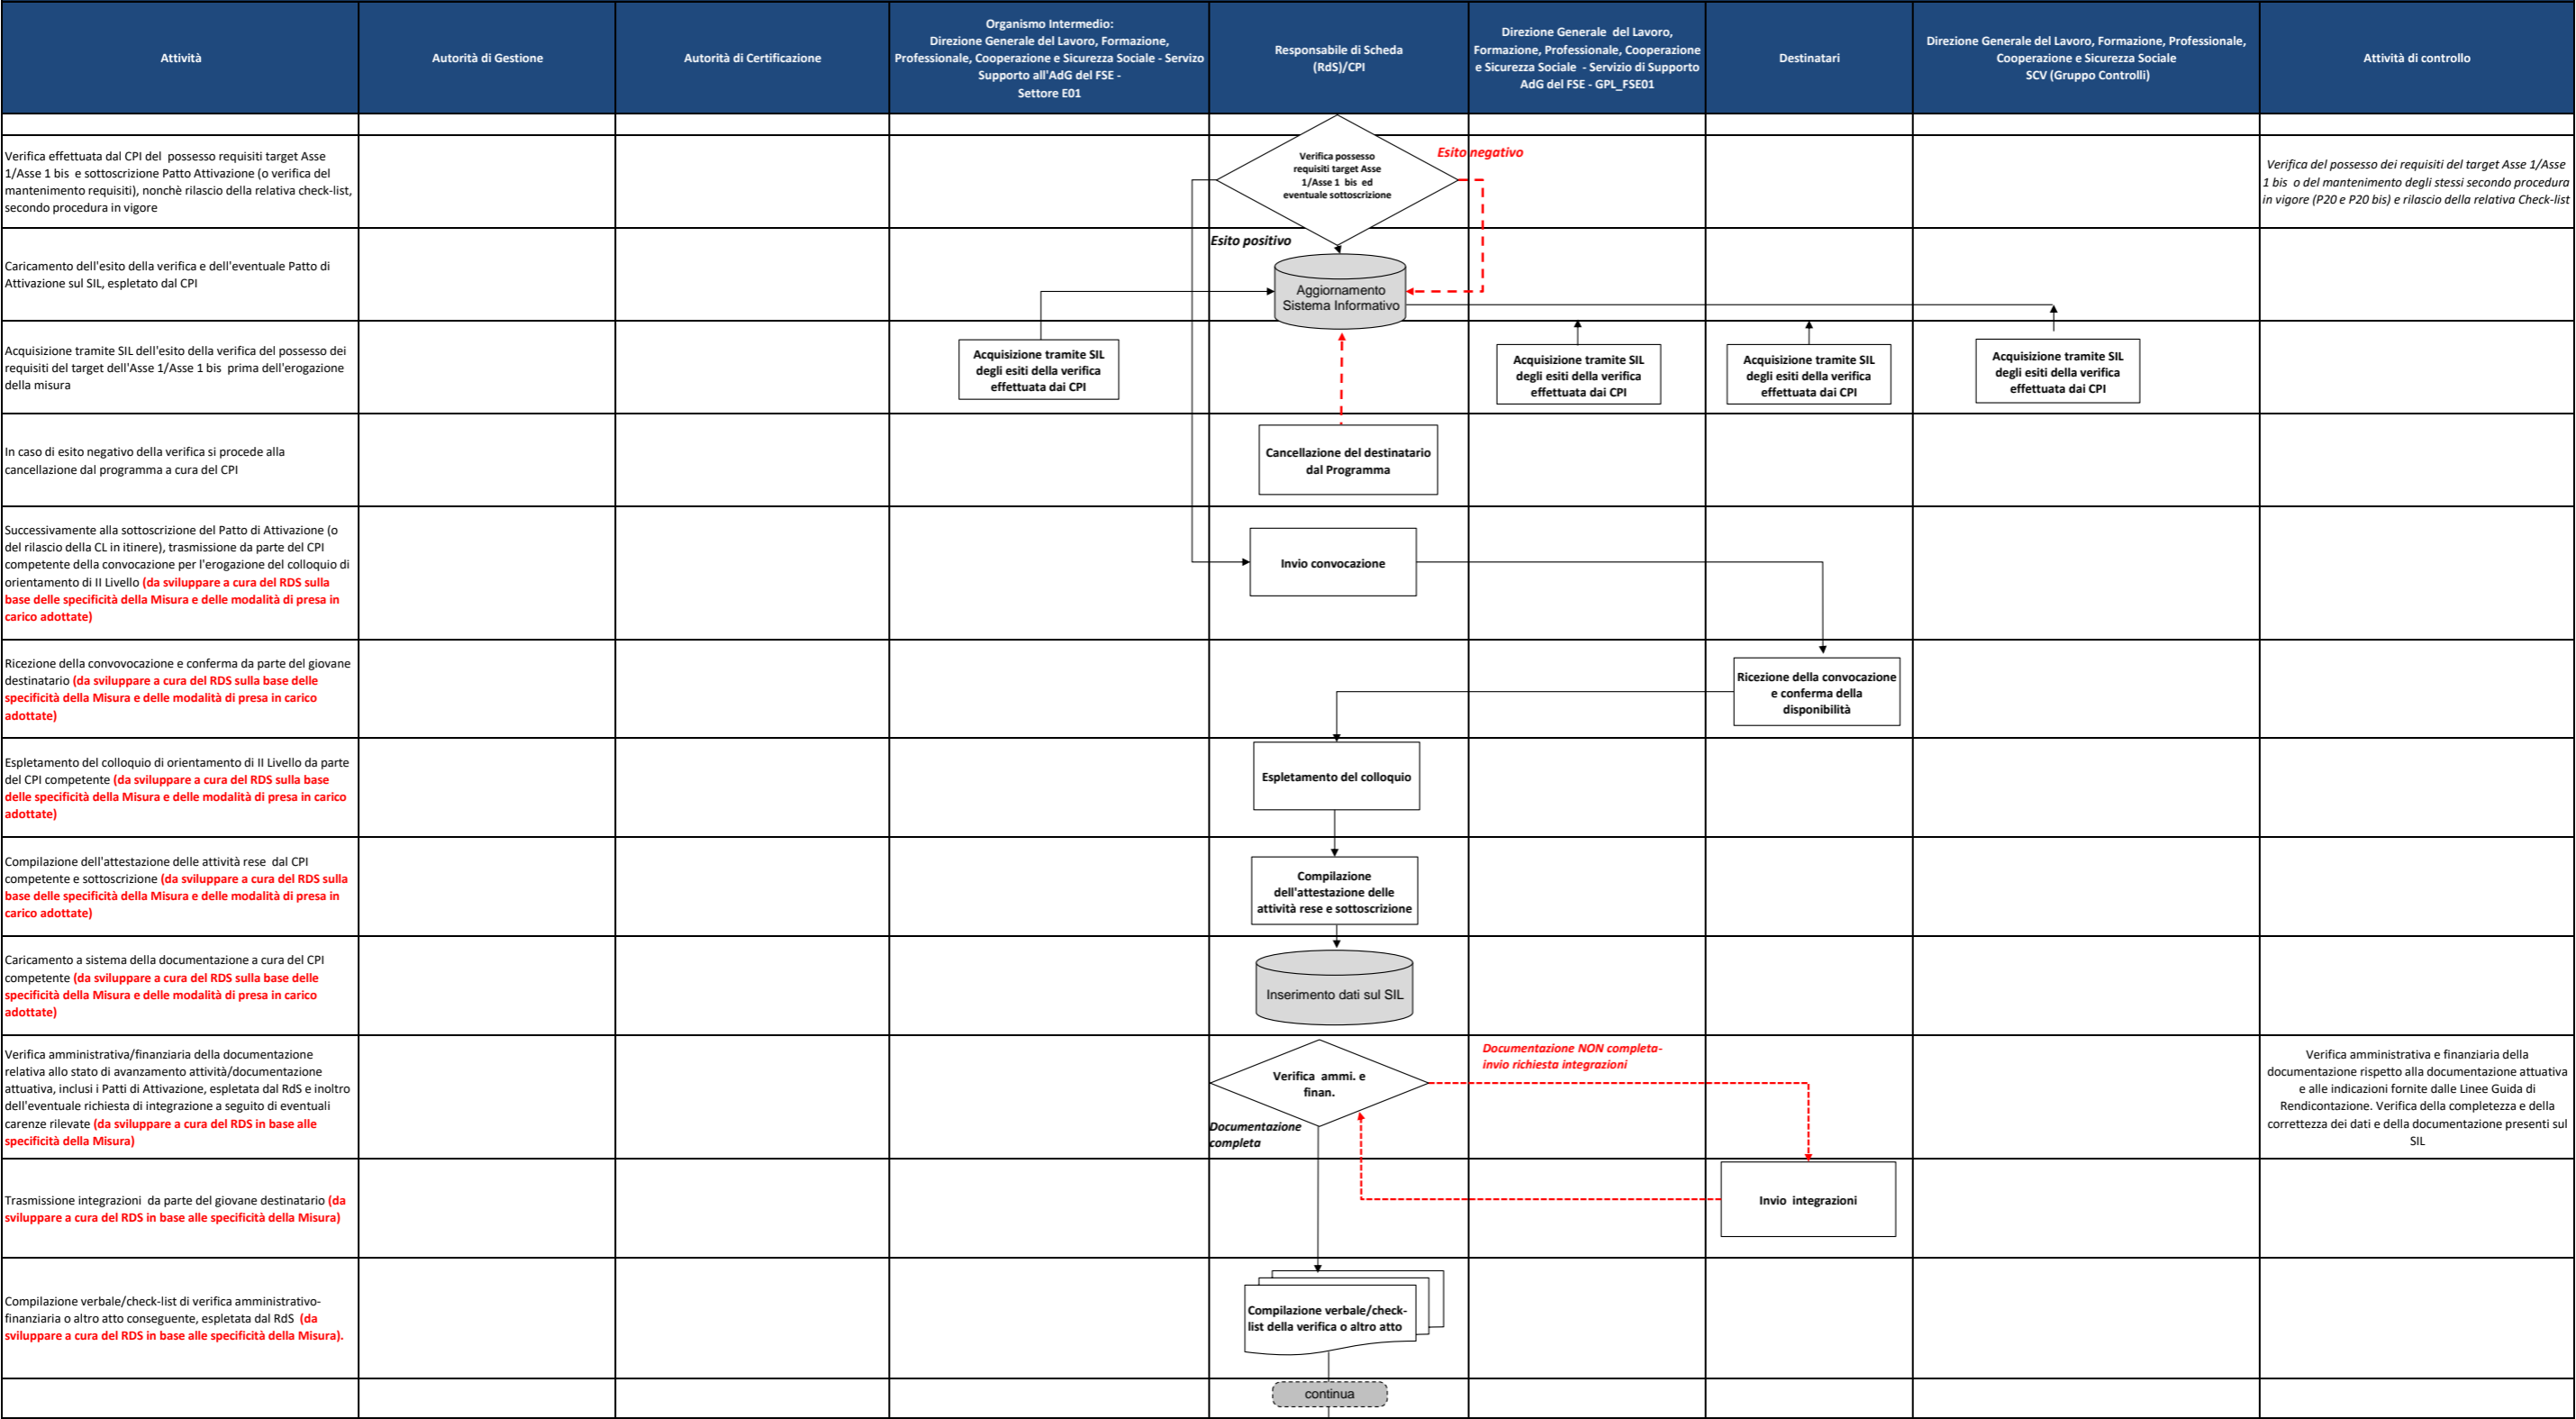 Attività
Autorità di Gestione
Autorità di Certificazione
Organismo Intermedio:
Direzione Generale del Lavoro, Formazione,
Professionale, Cooperazione e Sicurezza Sociale - Servizo
Supporto all'AdG del FSE -
Settore E01
Responsabile di Scheda
(RdS)/CPI
Direzione Generale del Lavoro,
Formazione, Professionale, Cooperazione
e Sicurezza Sociale - Servizio di Supporto
AdG del FSE - GPL_FSE01
Destinatari
Direzione Generale del Lavoro, Formazione, Professionale,
Cooperazione e Sicurezza Sociale
SCV (Gruppo Controlli)
Attività di controllo
Verifica effettuata dal CPI del possesso requisiti target Asse
1/Asse 1 bis e sottoscrizione Patto Attivazione (o verifica del
mantenimento requisiti), nonchè rilascio della relativa check-list,
secondo procedura in vigore
Verifica possesso
requisiti target Asse
1/Asse 1 bis ed
eventuale sottoscrizione
Esito negativo
Verifica del possesso dei requisiti del target Asse 1/Asse
1 bis o del mantenimento degli stessi secondo procedura
in vigore (P20 e P20 bis) e rilascio della relativa Check-list
Esito positivo
Caricamento dell'esito della verifica e dell'eventuale Patto di
Attivazione sul SIL, espletato dal CPI
Aggiornamento
Sistema Informativo
Acquisizione tramite SIL dell'esito della verifica del possesso dei
requisiti del target dell'Asse 1/Asse 1 bis prima dell'erogazione
della misura
Acquisizione tramite SIL
degli esiti della verifica
effettuata dai CPI
Acquisizione tramite SIL
degli esiti della verifica
effettuata dai CPI
Acquisizione tramite SIL
degli esiti della verifica
effettuata dai CPI
Acquisizione tramite SIL
degli esiti della verifica
effettuata dai CPI
In caso di esito negativo della verifica si procede alla
cancellazione dal programma a cura del CPI
Cancellazione del destinatario
dal Programma
Successivamente alla sottoscrizione del Patto di Attivazione (o
del rilascio della CL in itinere), trasmissione da parte del CPI
competente della convocazione per l'erogazione del colloquio di
orientamento di II Livello (da sviluppare a cura del RDS sulla
base delle specificità della Misura e delle modalità di presa in
carico adottate)
Invio convocazione
Ricezione della convovocazione e conferma da parte del giovane
destinatario (da sviluppare a cura del RDS sulla base delle
specificità della Misura e delle modalità di presa in carico
adottate)
Ricezione della convocazione
e conferma della
disponibilità
Espletamento del colloquio di orientamento di II Livello da parte
del CPI competente (da sviluppare a cura del RDS sulla base
delle specificità della Misura e delle modalità di presa in carico
adottate)
Espletamento del colloquio
Compilazione dell'attestazione delle attività rese dal CPI
competente e sottoscrizione (da sviluppare a cura del RDS sulla
base delle specificità della Misura e delle modalità di presa in
carico adottate)
Compilazione
dell'attestazione delle
attività rese e sottoscrizione
Caricamento a sistema della documentazione a cura del CPI
competente (da sviluppare a cura del RDS sulla base delle
specificità della Misura e delle modalità di presa in carico
adottate)
Inserimento dati sul SIL
Verifica amministrativa/finanziaria della documentazione
relativa allo stato di avanzamento attività/documentazione
attuativa, inclusi i Patti di Attivazione, espletata dal RdS e inoltro
dell'eventuale richiesta di integrazione a seguito di eventuali
carenze rilevate (da sviluppare a cura del RDS in base alle
specificità della Misura)
Verifica ammi. e
finan.
Documentazione
completa
Documentazione NON completa-
invio richiesta integrazioni
Verifica amministrativa e finanziaria della
documentazione rispetto alla documentazione attuativa
e alle indicazioni fornite dalle Linee Guida di
Rendicontazione. Verifica della completezza e della
correttezza dei dati e della documentazione presenti sul
SIL
Trasmissione integrazioni da parte del giovane destinatario (da
sviluppare a cura del RDS in base alle specificità della Misura)
Invio integrazioni
Compilazione verbale/check-list di verifica amministrativo-
finanziaria o altro atto conseguente, espletata dal RdS (da
sviluppare a cura del RDS in base alle specificità della Misura).
Compilazione verbale/check-
list della verifica o altro atto
continua